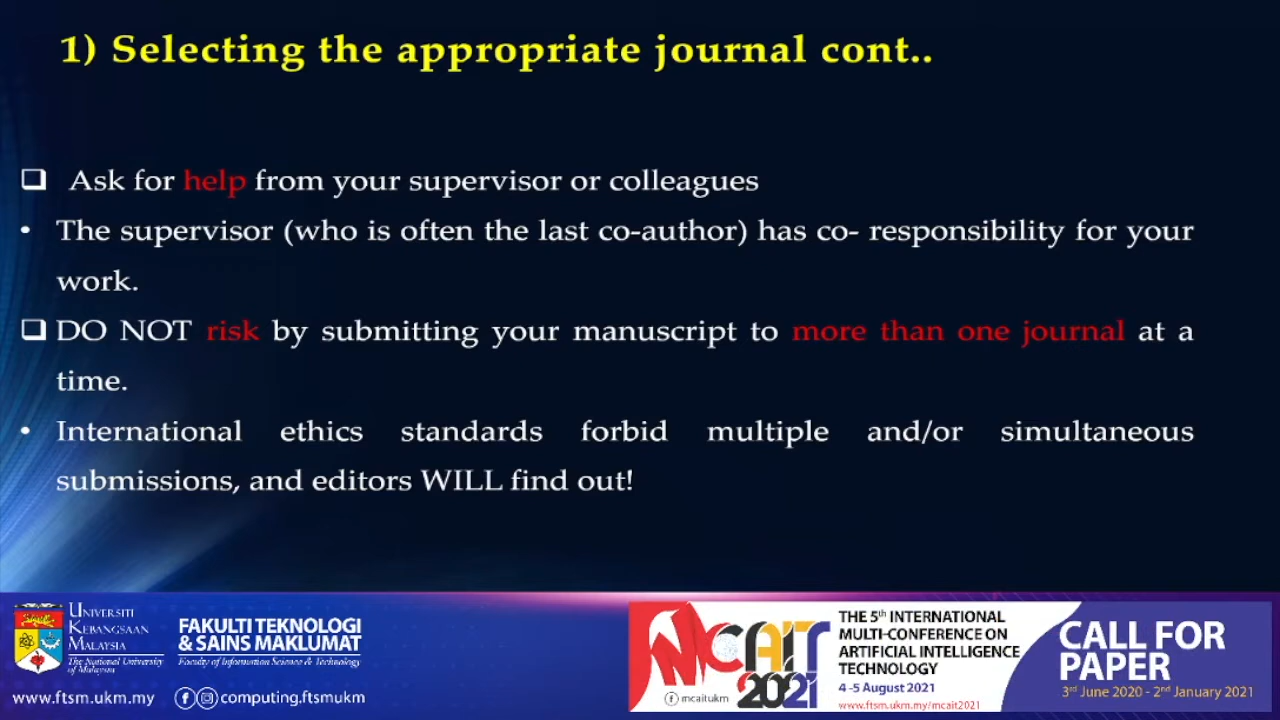 1) Selecting the appropriate journal cont..
❑ Ask for help from your supervisor or colleagues
• The supervisor (who is often the last co-author) has co- responsibility for your
work.
❑ DO NOT risk by submitting your manuscript to more than one journal at a
time.
• International ethics standards forbid multiple and/or simultaneous
submissions, and editors WILL find out!
UNIVERSITI
KEBANGSAAN
MALAYSIA
The National University
of Malaysia
FAKULTI TEKNOLOGI
& SAINS MAKLUMAT
Faculty of Information Science & Technology
www.ftsm.ukm.my
computing.ftsmukm
MCAIT
2021
mcaitukm
THE 5th INTERNATIONAL
MULTI-CONFERENCE ON
ARTIFICIAL INTELLIGENCE
TECHNOLOGY
4 -5 August 2021
www.ftsm.ukm.my/mcait2021
CALL FOR
PAPER
3rd June 2020 - 2nd January 2021